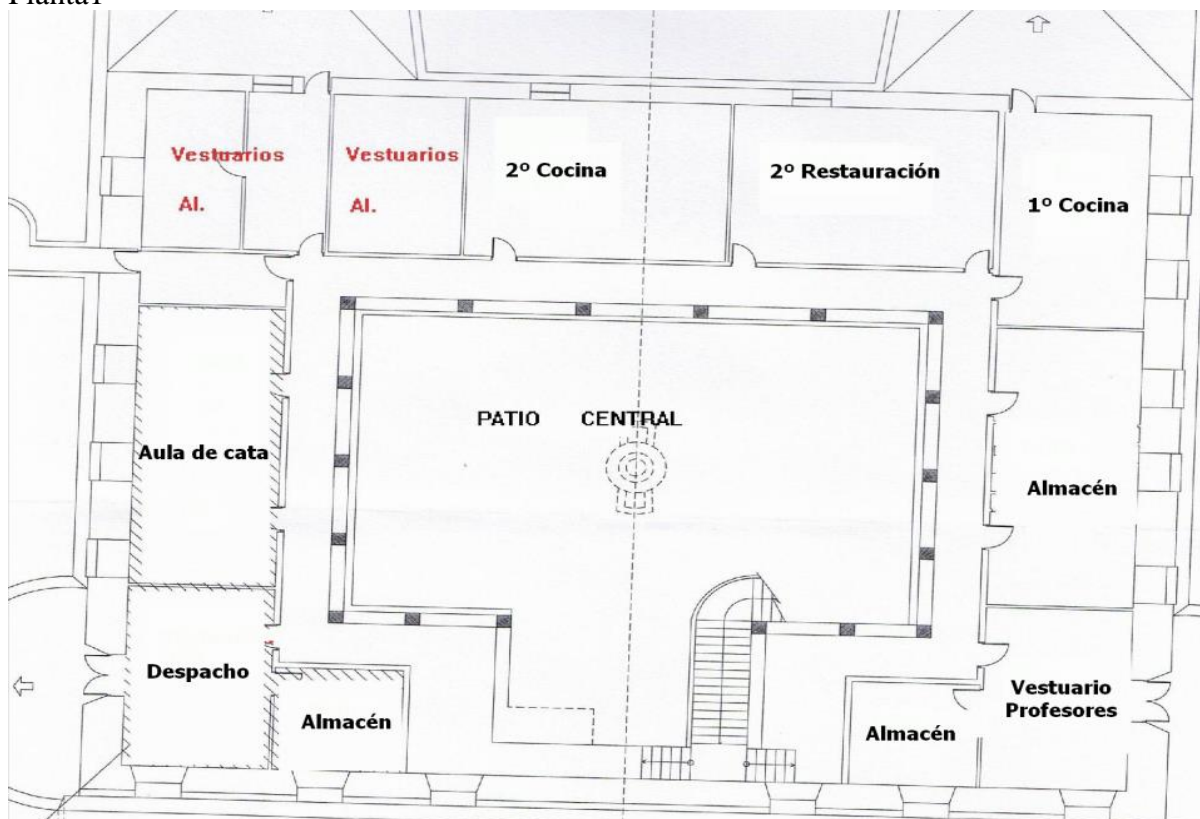 Planta1
Vestuarios
Al.
Vestuarios
Al.
2º Cocina
2º Restauración
1º Cocina
PATIO CENTRAL
Aula de cata
Almacén
Despacho
Almacén
Almacén
Vestuario
Profesores